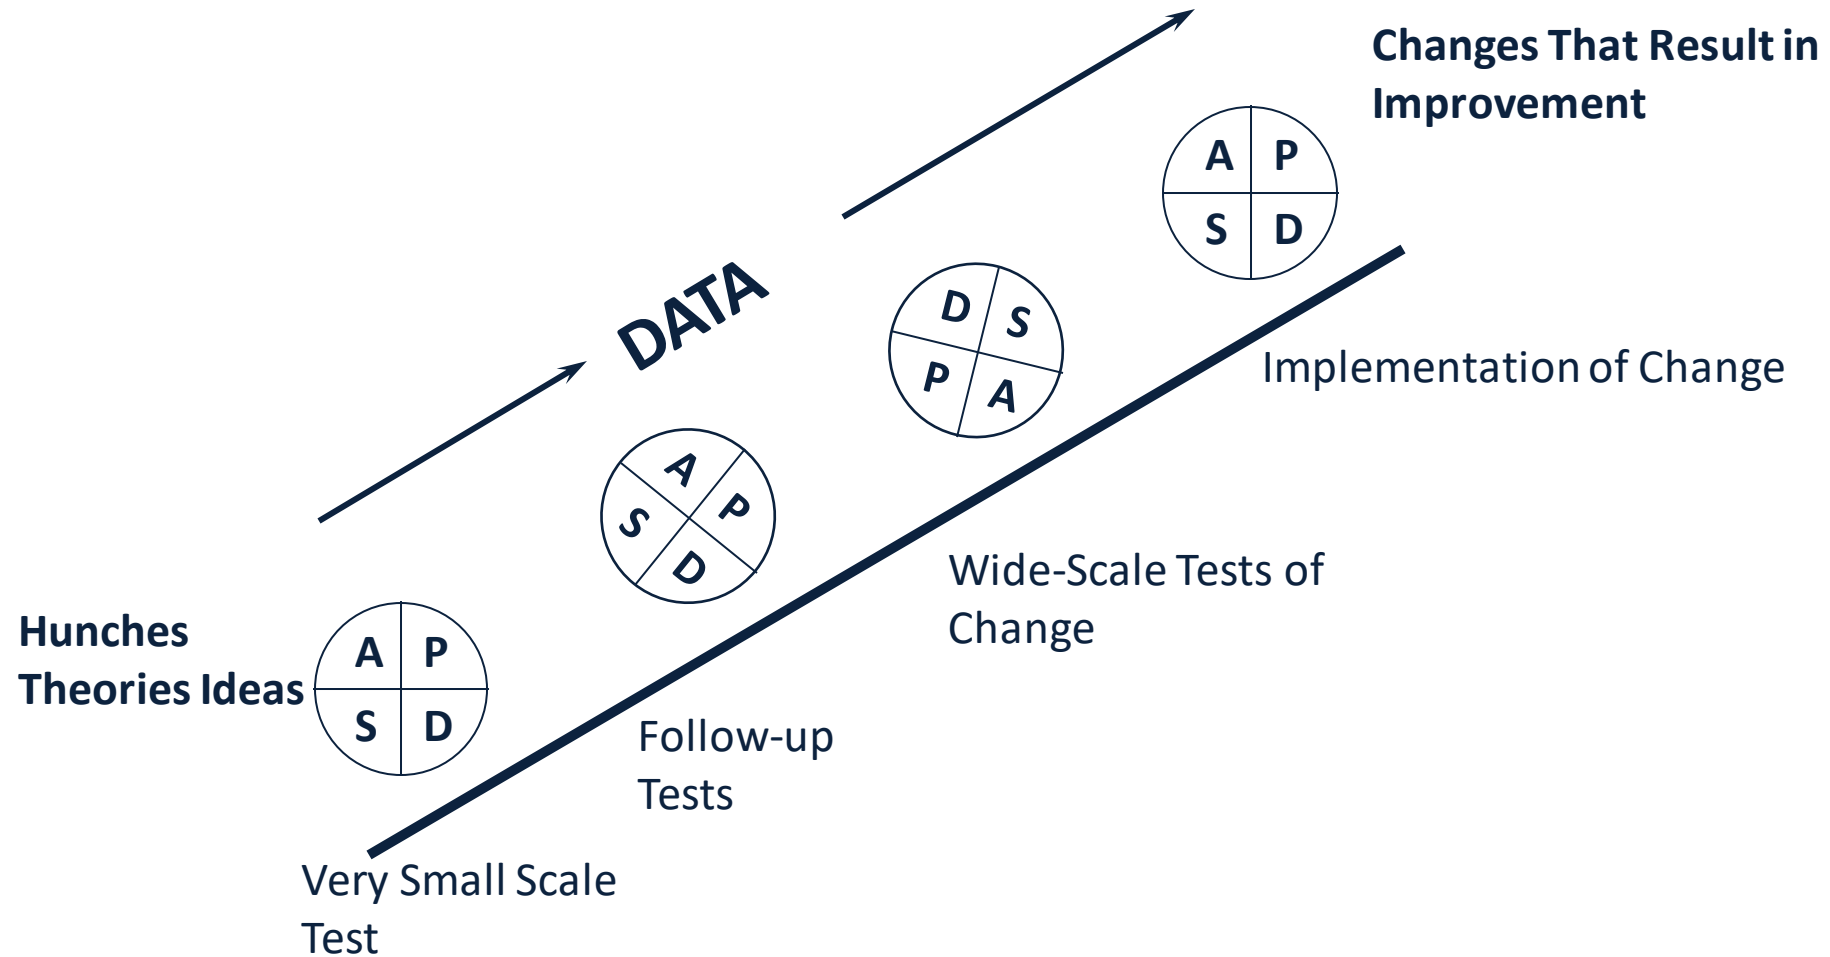 Changes That Result in
Improvement
A P
S D
DATA
D S
P A
Implementation of Change
A
S P
D
Wide-Scale Tests of
Change
Hunches
Theories Ideas
A P
S D
Follow-up
Tests
Very Small Scale
Test